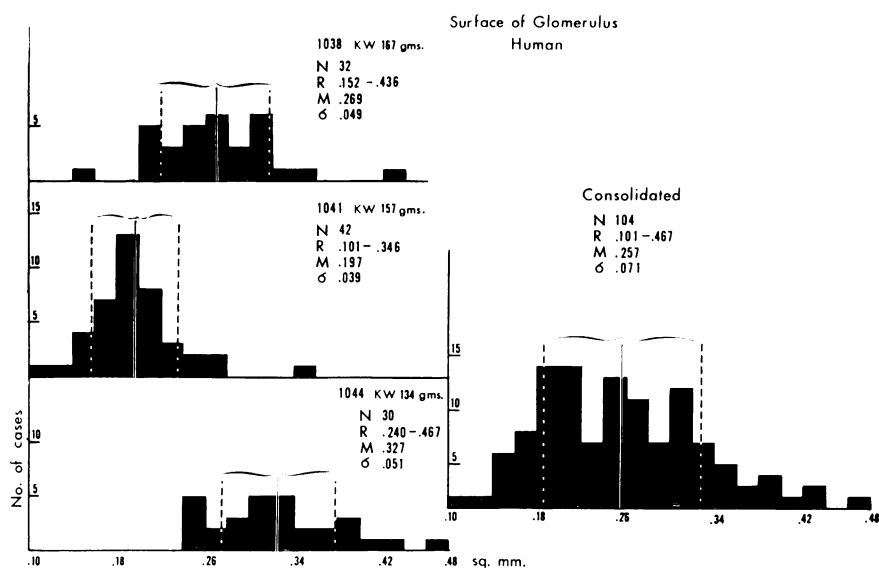 Surface of Glomerulus
Human
1038 KW 167 gms.
N 32
R .152 -.436
M .269
σ .049
5
1041 KW 157 gms.
N 42
R .101 - .346
M .197
σ .039
15
10
5
1044 KW 134 gms.
N 30
R .240 -.467
M .327
σ .051
10
5
No. of cases
.10 .18 .26 .34 .42 .48 sq. mm.
Consolidated
N 104
R .101 -.467
M .257
σ .071
15
10
5
.10 .18 .26 .34 .42 .48